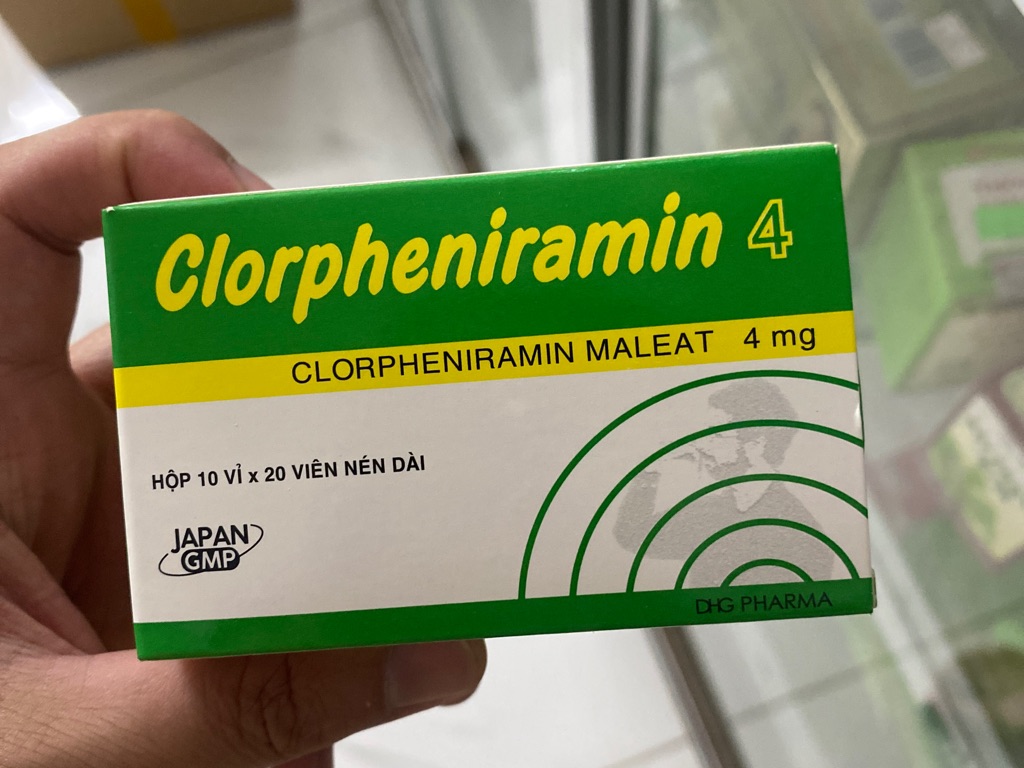 Clorpheniramin 4
CLORPHENIRAMIN MALEAT 4 mg
HỘP 10 VỈ x 20 VIÊN NÉN DÀI
JAPAN
GMP
DHG PHARMA